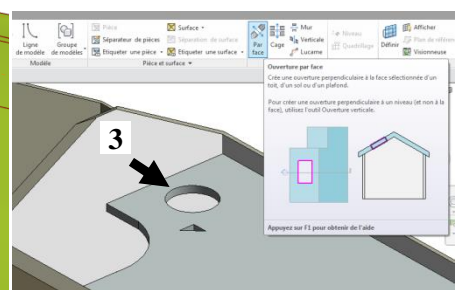 Ligne de modèle
Groupe de modèles
Modèle
Pièce
Séparateur de pièces
Etiqueter une pièce
Surface
Séparation de surface
Etiqueter une surface
Pièce et surface
Par face
Cage
Mur
Verticale
Lucarne
Niveau
Quadrillage
Définir
Afficher
Plan de référen
Visionneuse
Ouverture par face
Crée une ouverture perpendiculaire à la face sélectionnée d'un
toit, d'un sol ou d'un plafond.
Pour créer une ouverture perpendiculaire à un niveau (et non à la
face), utilisez l'outil Ouverture verticale.
3
Appuyez sur F1 pour obtenir de l'aide